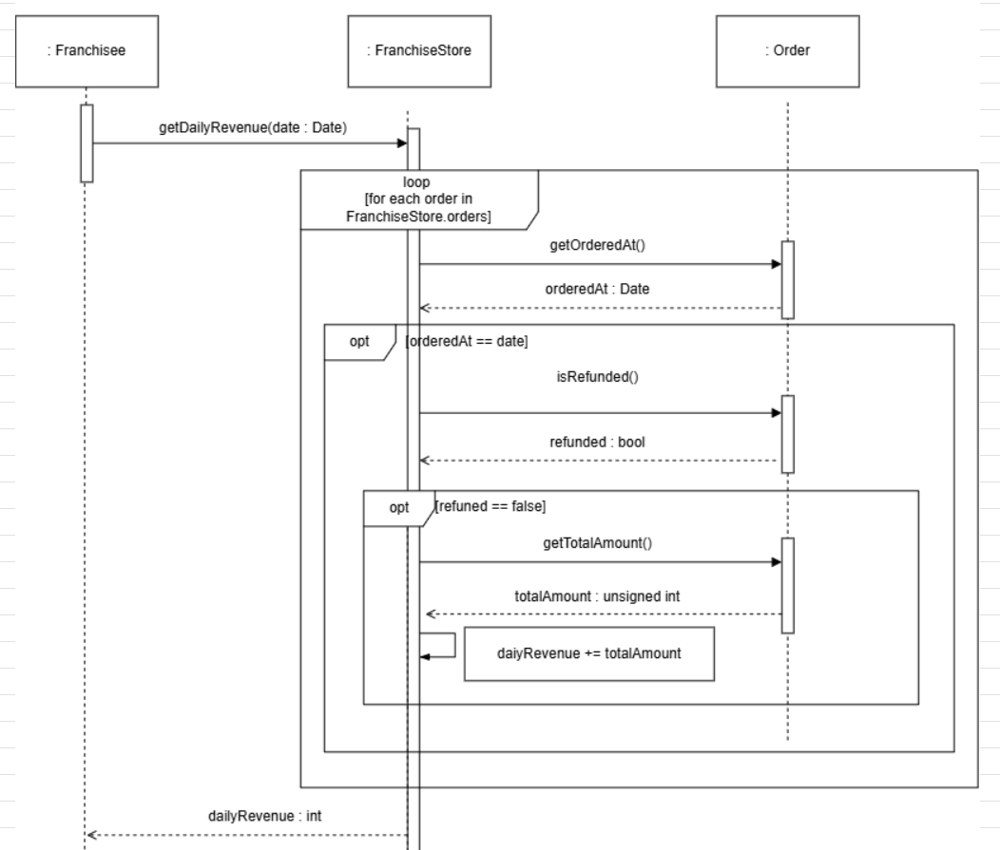 : Franchisee
: FranchiseStore
: Order
getDailyRevenue(date : Date)
loop
[for each order in
FranchiseStore.orders]
getOrderedAt()
orderedAt : Date
opt
[orderedAt == date]
isRefunded()
refunded : bool
opt
[refuned == false]
getTotalAmount()
totalAmount : unsigned int
daiyRevenue += totalAmount
dailyRevenue : int